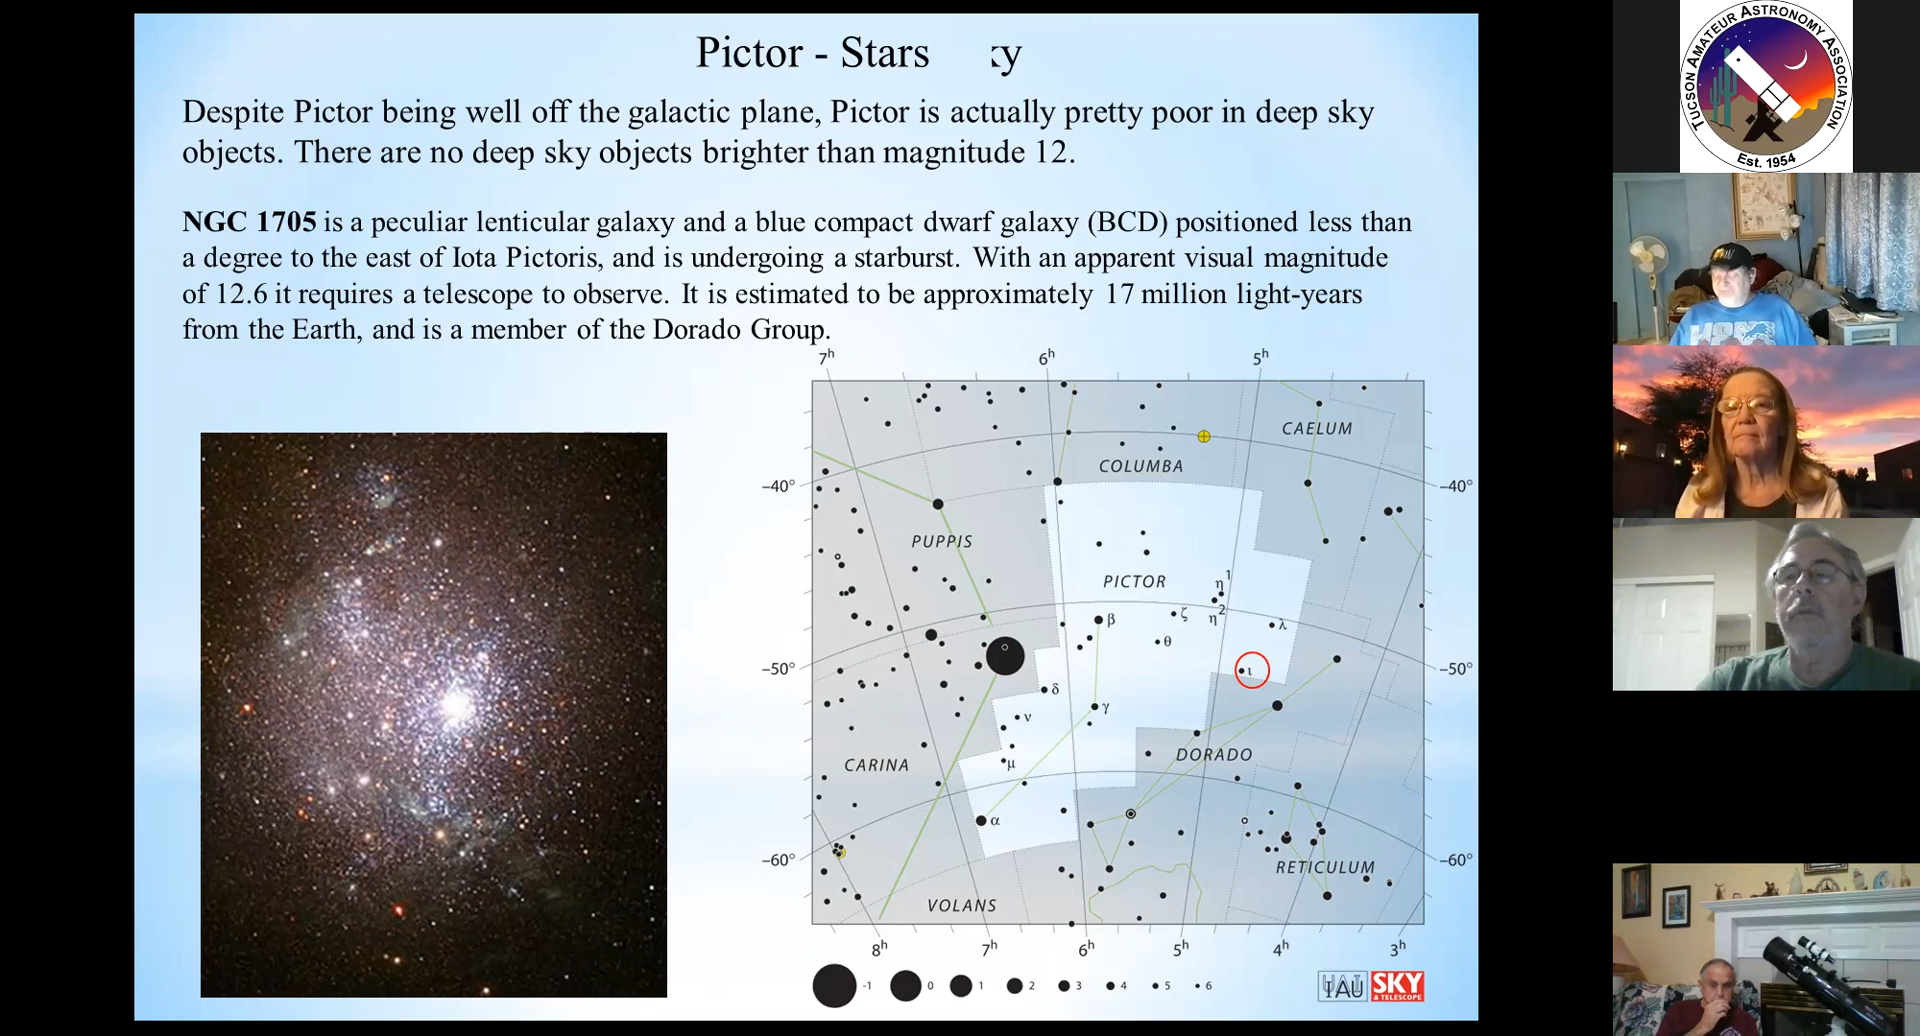 Pictor - Stars ky
Despite Pictor being well off the galactic plane, Pictor is actually pretty poor in deep sky
objects. There are no deep sky objects brighter than magnitude 12.
NGC 1705 is a peculiar lenticular galaxy and a blue compact dwarf galaxy (BCD) positioned less than
a degree to the east of Iota Pictoris, and is undergoing a starburst. With an apparent visual magnitude
of 12.6 it requires a telescope to observe. It is estimated to be approximately 17 million light-years
from the Earth, and is a member of the Dorado Group.
7h 6h 5h
CAELUM
COLUMBA
−40° −40°
PUPPIS
PICTOR
η1
η2
β ζ λ
θ
−50° −50°
ι
δ
ν γ
DORADO
CARINA μ
α
−60° −60°
RETICULUM
VOLANS
8h 7h 6h 5h 4h 3h
-1 0 1 2 3 4 5 6
IAU SKY
& TELESCOPE
TUCSON AMATEUR ASTRONOMY ASSOCIATION
Est. 1954